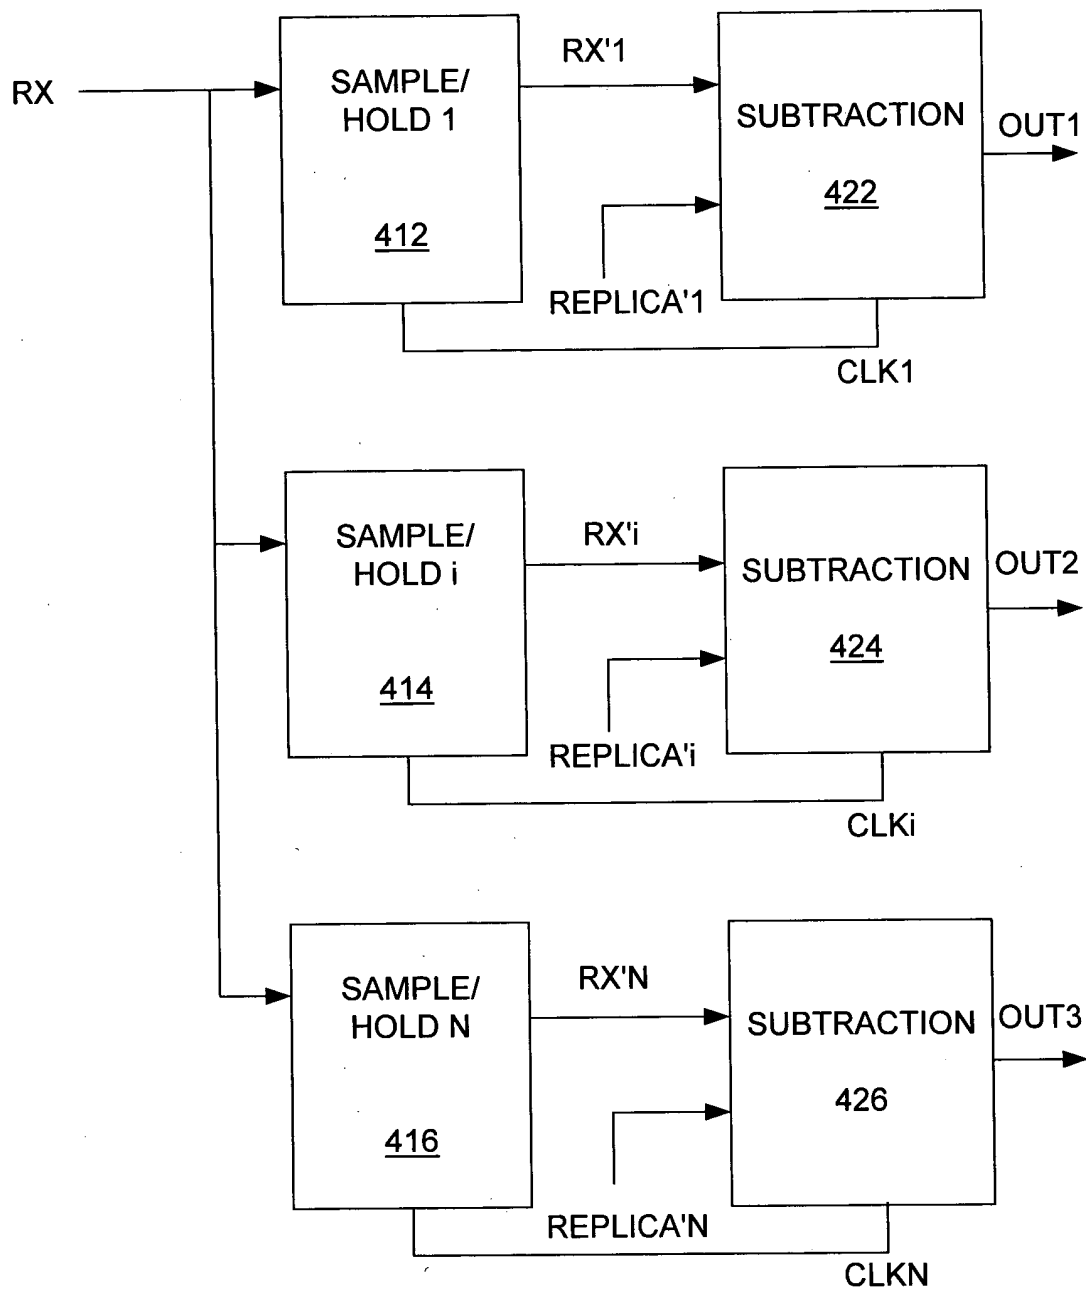 RX
SAMPLE/
HOLD 1
412
RX'1
REPLICA'1
SUBTRACTION
422
OUT1
CLK1
SAMPLE/
HOLD i
414
RX'i
REPLICA'i
SUBTRACTION
424
OUT2
CLKi
SAMPLE/
HOLD N
416
RX'N
REPLICA'N
SUBTRACTION
426
OUT3
CLKN